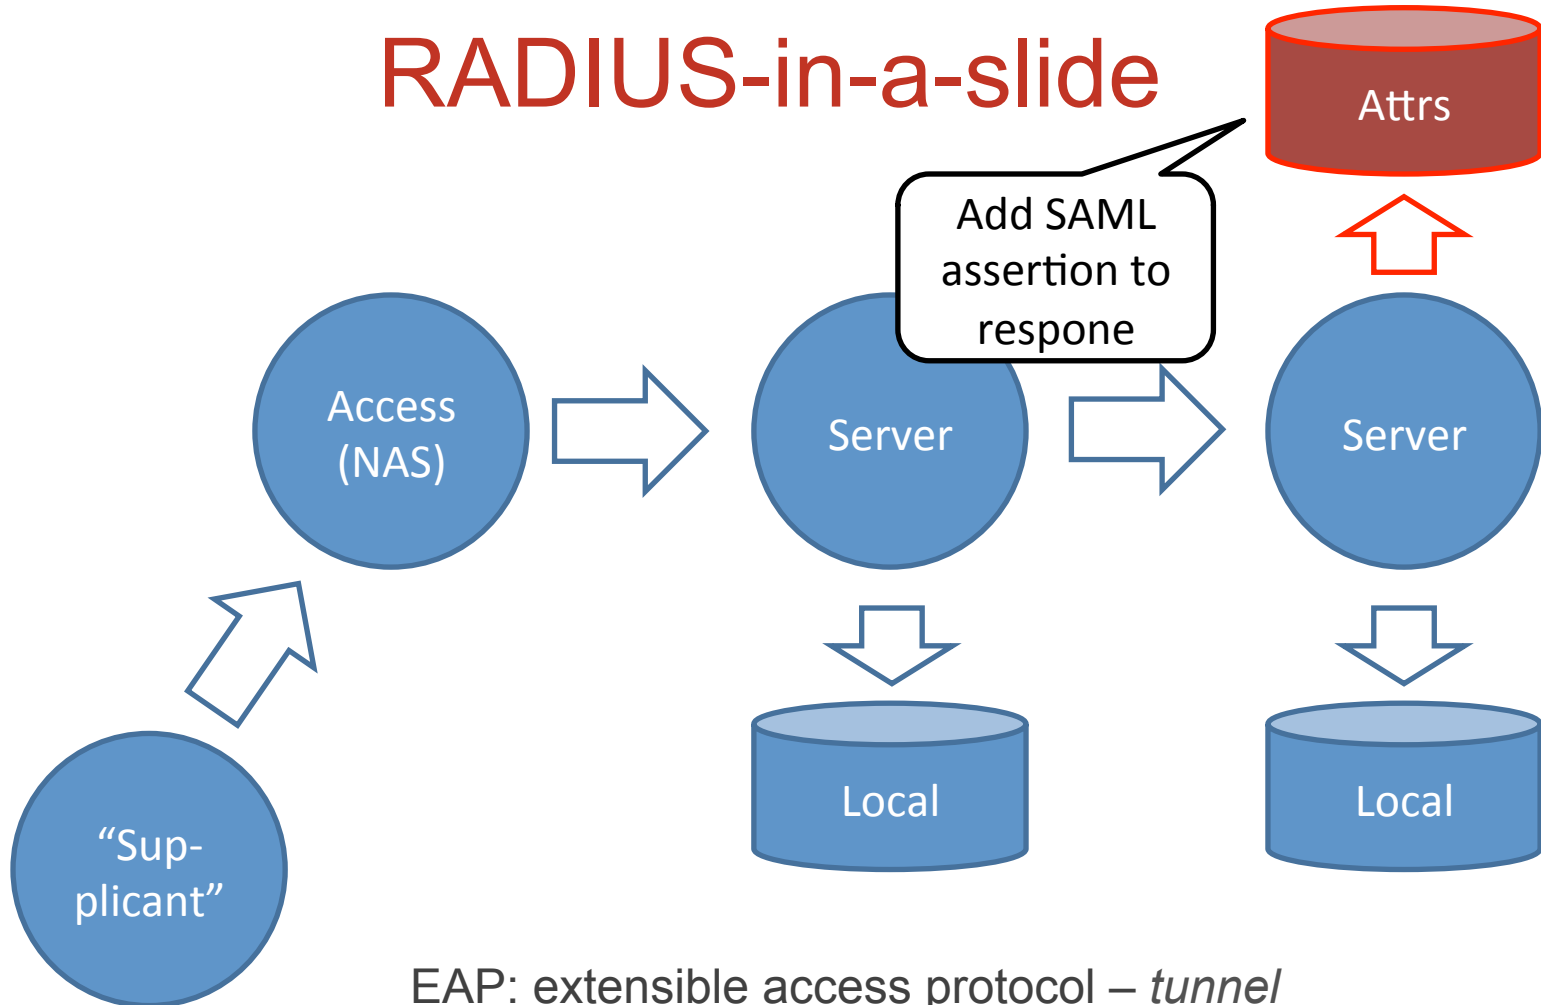 RADIUS-in-a-slide
Attrs
Add SAML
assertion to
respone
Access
(NAS)
Server
Server
Local
Local
“Sup-
plicant”
EAP: extensible access protocol – tunnel